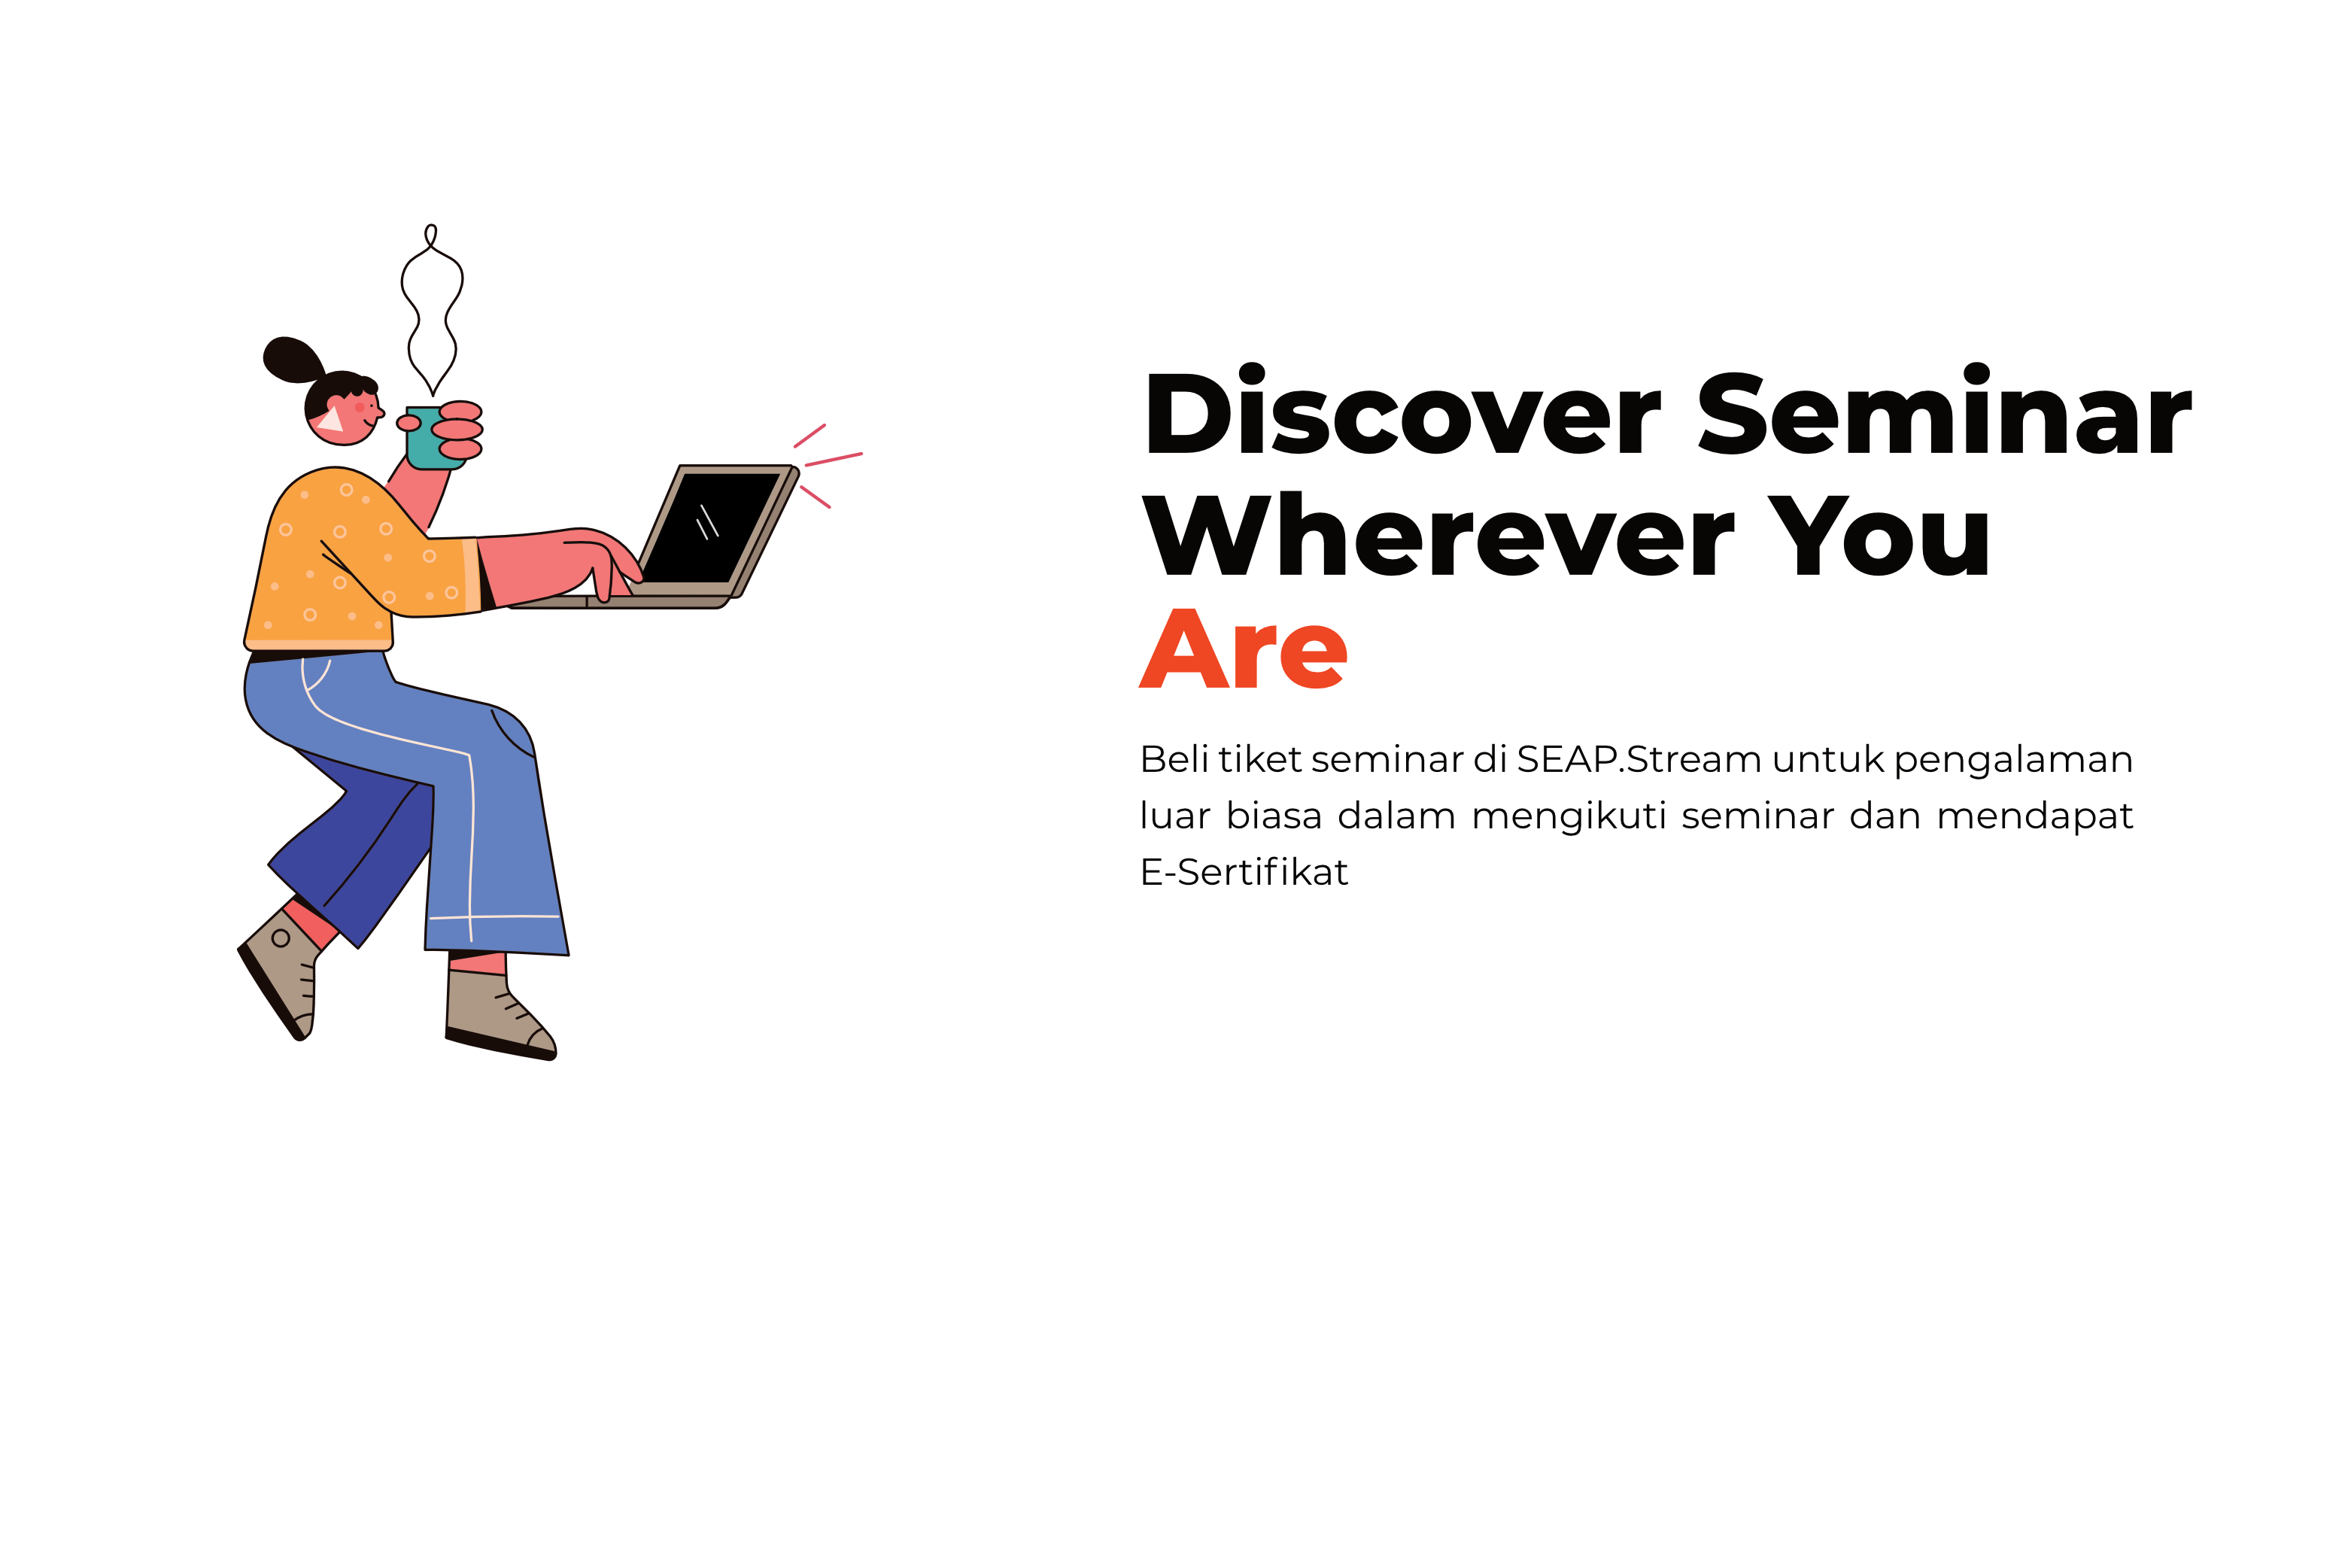 Discover Seminar
Wherever You
Are
Beli tiket seminar di SEAP.Stream untuk pengalaman
luar biasa dalam mengikuti seminar dan mendapat
E-Sertifikat